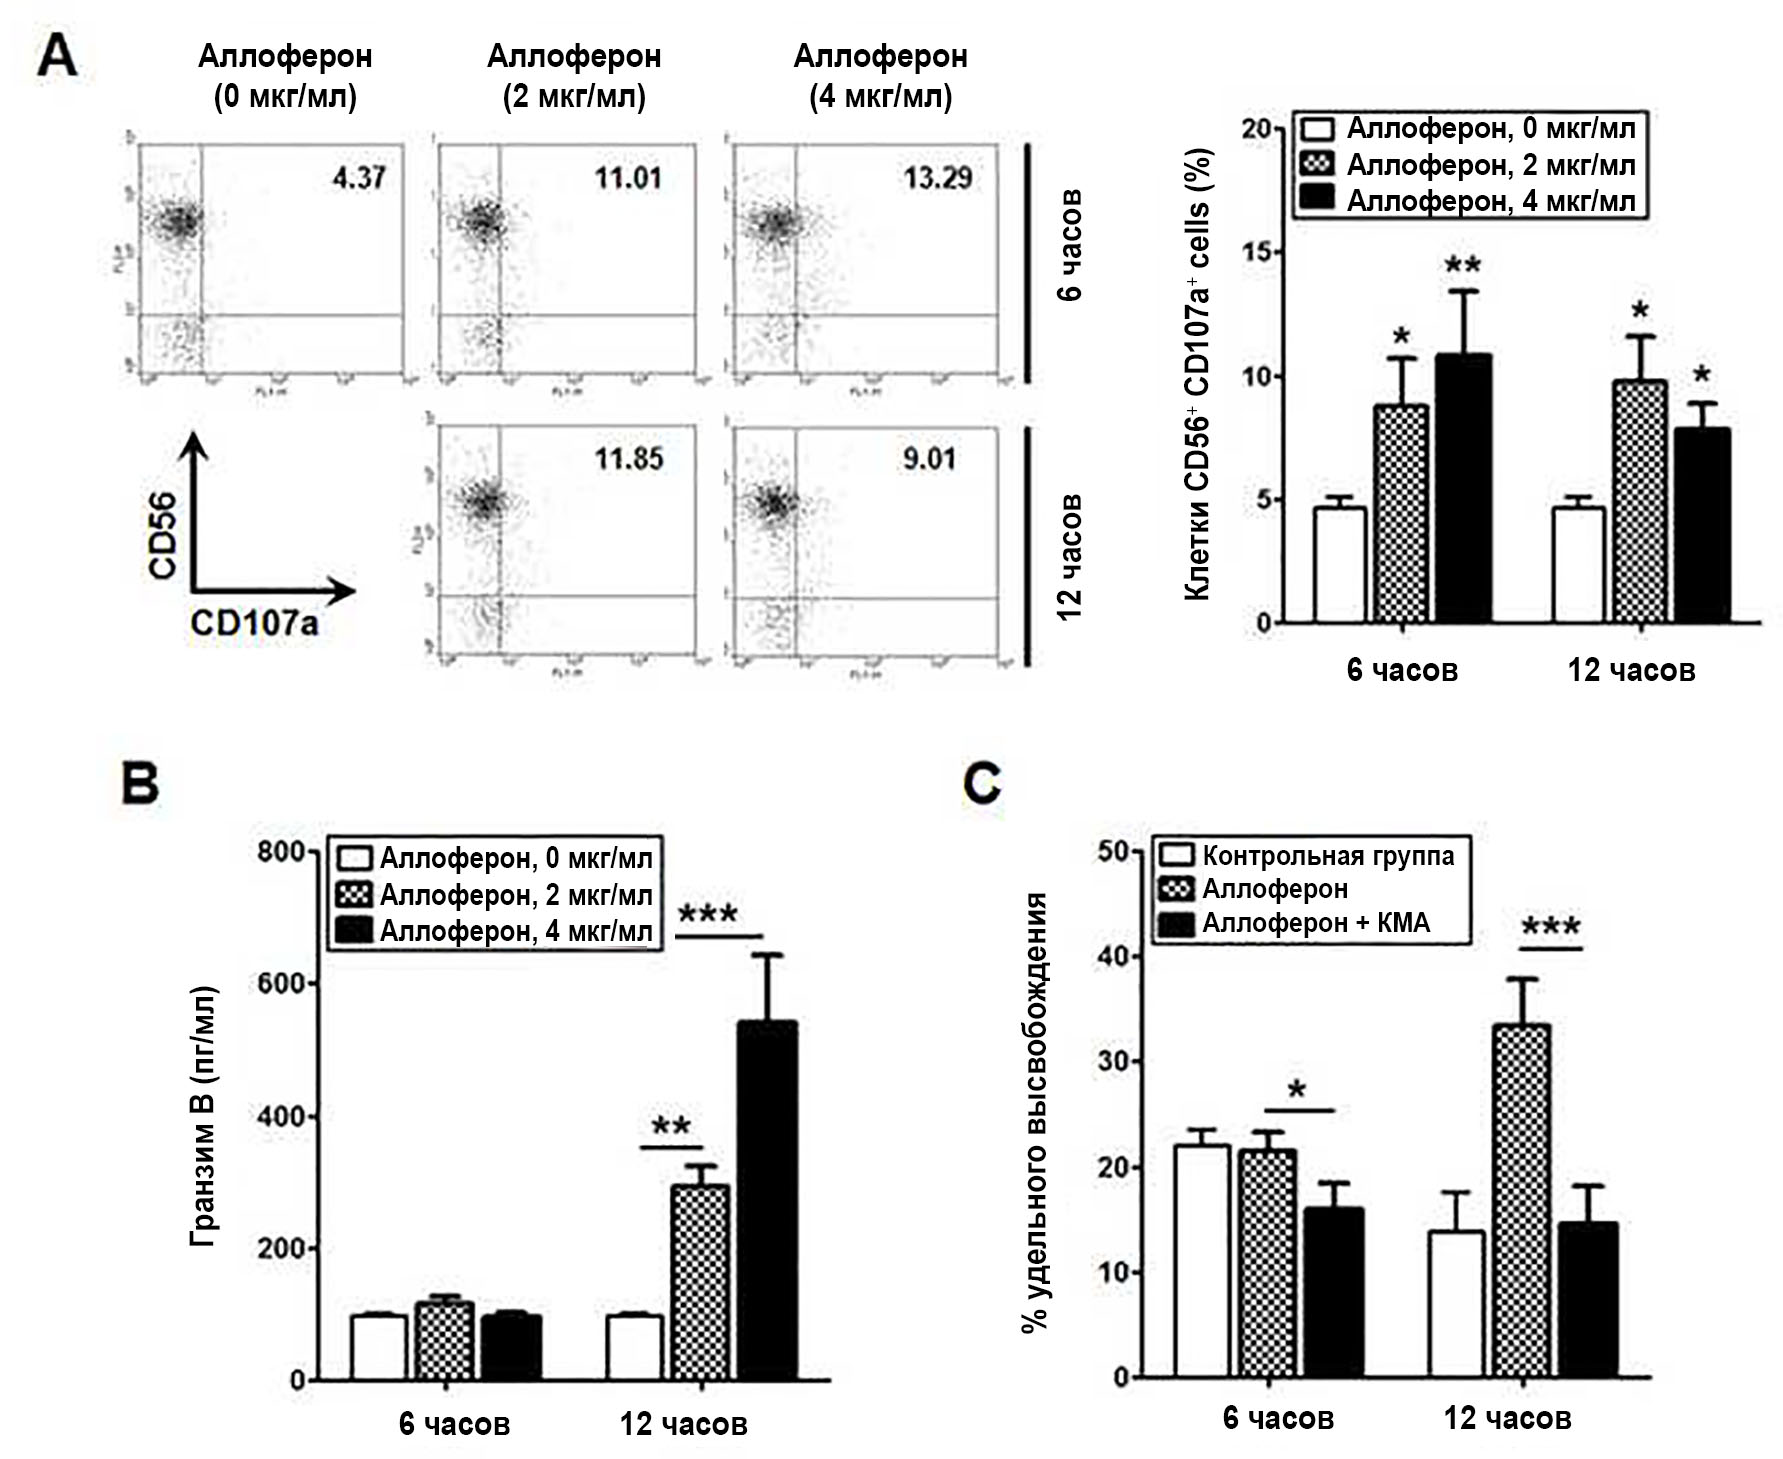 A
Аллоферон
(0 мкг/мл)
Аллоферон
(2 мкг/мл)
Аллоферон
(4 мкг/мл)
4.37
11.01
13.29
6 часов
11.85
9.01
12 часов
CD56
CD107a
Клетки CD56+ CD107a+ cells (%)
20
15
10
5
0
Аллоферон, 0 мкг/мл
Аллоферон, 2 мкг/мл
Аллоферон, 4 мкг/мл
*
**
*
*
6 часов
12 часов
B
Гранзим В (пг/мл)
800
600
400
200
0
Аллоферон, 0 мкг/мл
Аллоферон, 2 мкг/мл
Аллоферон, 4 мкг/мл
**
***
6 часов
12 часов
C
% удельного высвобождения
50
40
30
20
10
0
Контрольная группа
Аллоферон
Аллоферон + КМА
*
***
6 часов
12 часов